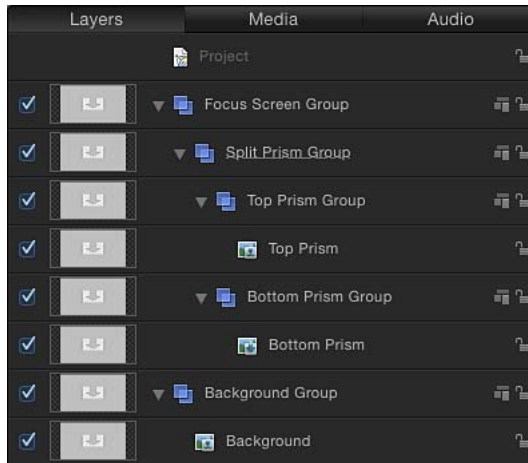 Layers Media Audio
Project
Focus Screen Group
Split Prism Group
Top Prism Group
Top Prism
Bottom Prism Group
Bottom Prism
Background Group
Background